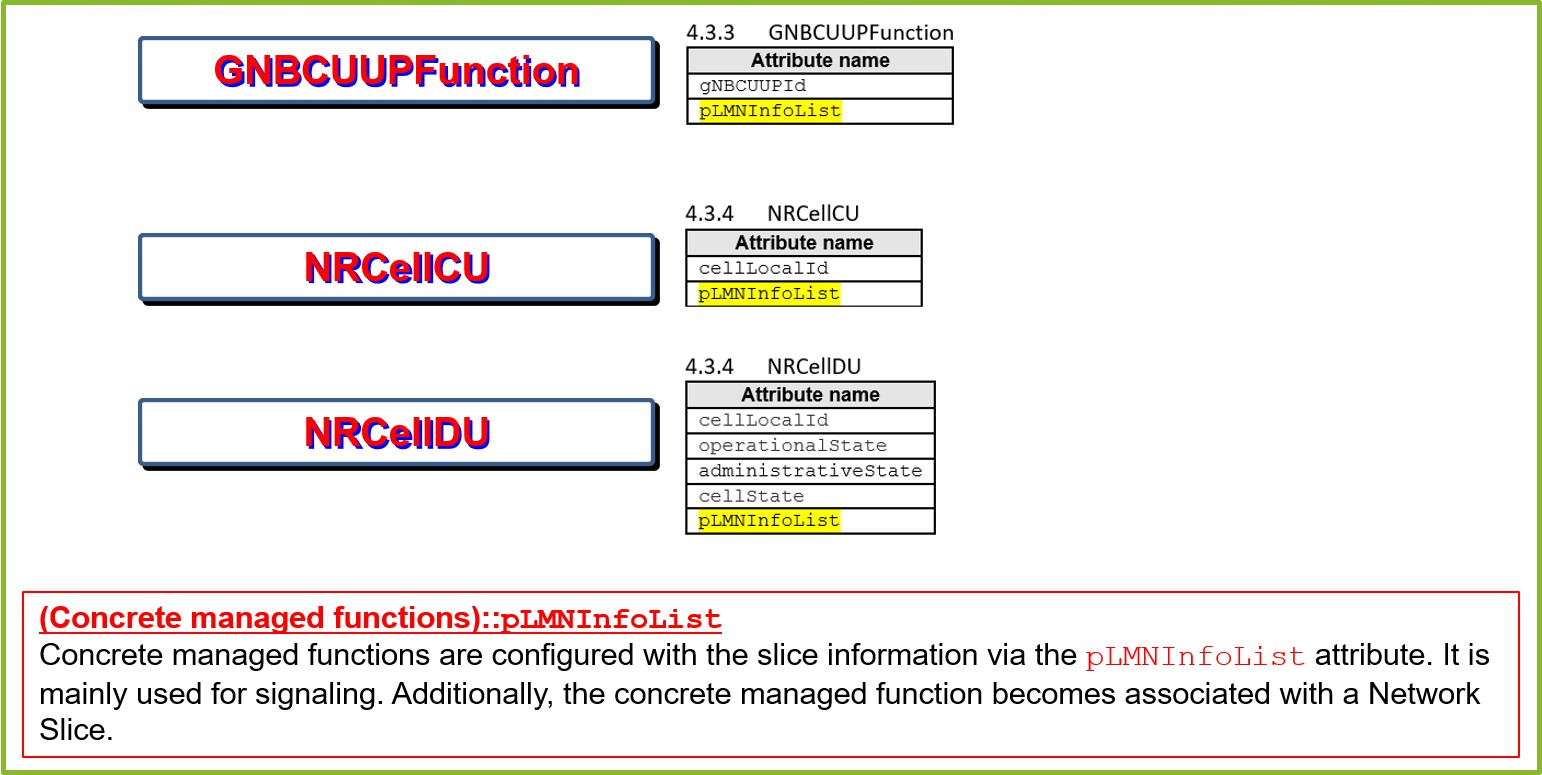 GNBCUUPFunction
4.3.3 GNBCUUPFunction
Attribute name
gNBCUUPId
pLMNInfoList
NRCellCU
4.3.4 NRCellCU
Attribute name
cellLocalId
pLMNInfoList
NRCellDU
4.3.4 NRCellDU
Attribute name
cellLocalId
operationalState
administrativeState
cellState
pLMNInfoList
(Concrete managed functions)::pLMNInfoList
Concrete managed functions are configured with the slice information via the pLMNInfoList attribute. It is
mainly used for signaling. Additionally, the concrete managed function becomes associated with a Network
Slice.